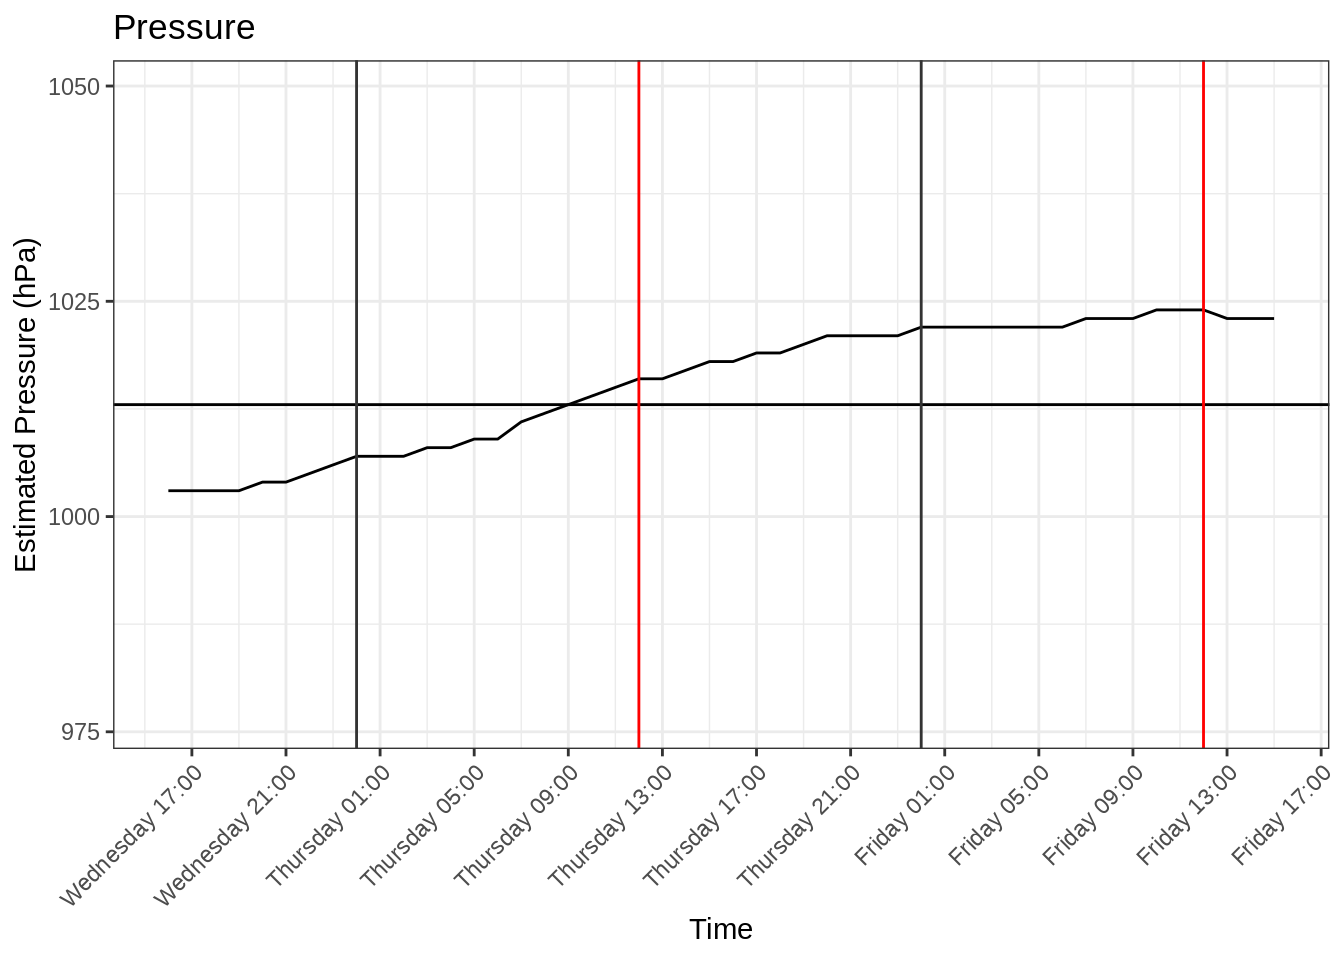 Pressure
Estimated Pressure (hPa)
1050
1025
1000
975
Wednesday 17:00
Wednesday 21:00
Thursday 01:00
Thursday 05:00
Thursday 09:00
Thursday 13:00
Thursday 17:00
Thursday 21:00
Friday 01:00
Friday 05:00
Friday 09:00
Friday 13:00
Friday 17:00
Time